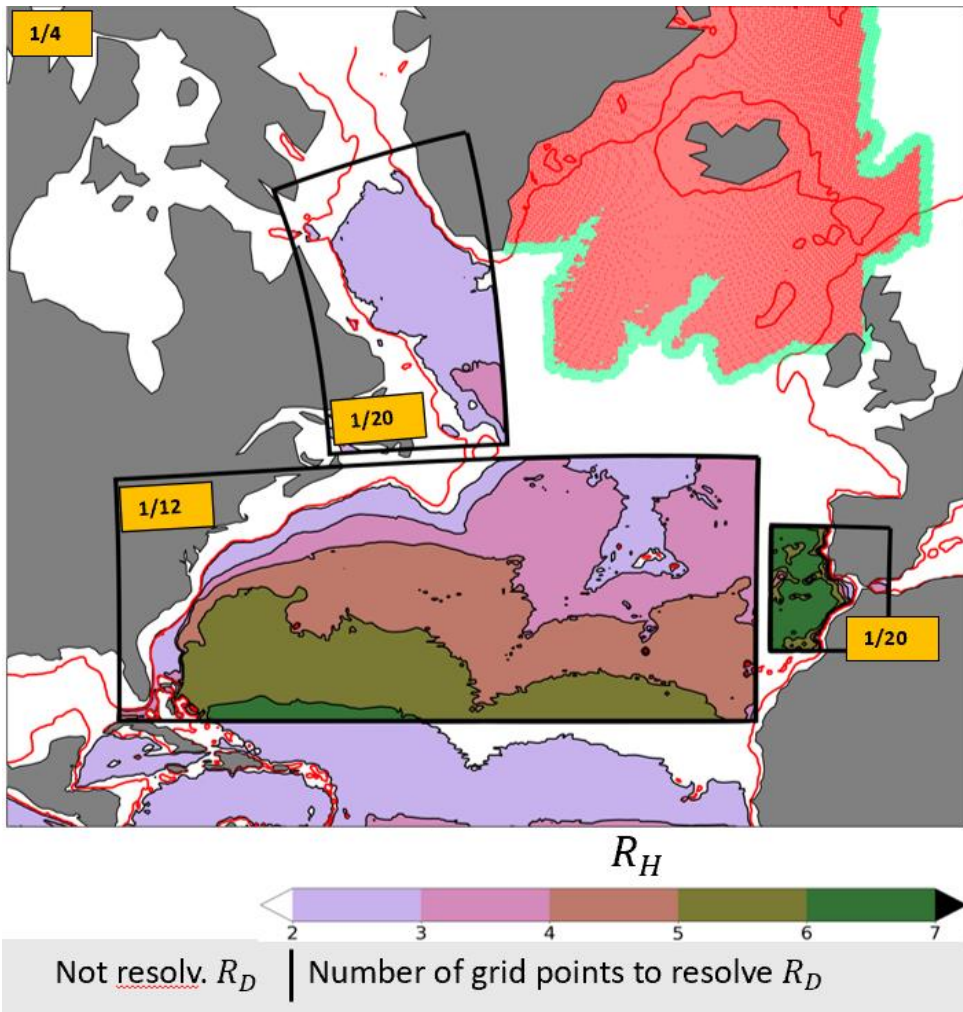 1/4
1/20
1/12
1/20
R_H
2 3 4 5 6 7
Not resolv. R_D | Number of grid points to resolve R_D